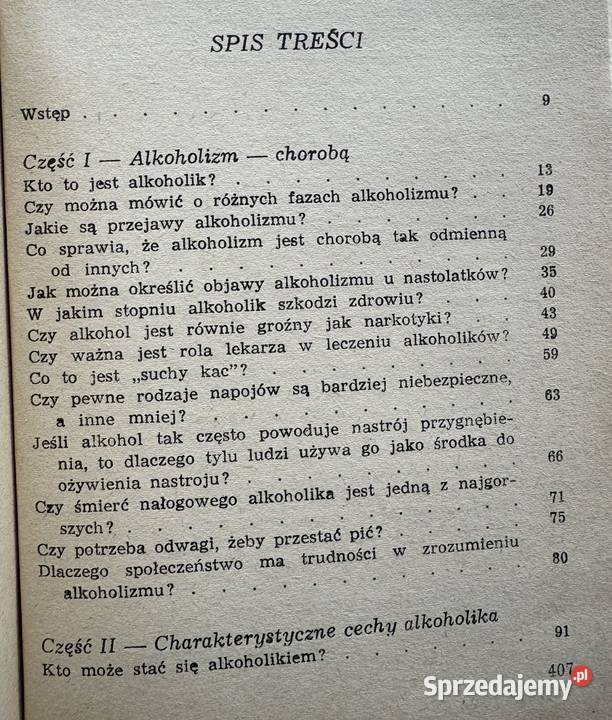 SPIS TREŚCI
Wstęp . . . . . . . . . . . . . . 9
Część I — Alkoholizm — chorobą
Kto to jest alkoholik? . . . . . . . . 13
Czy można mówić o różnych fazach alkoholizmu? . . 19
Jakie są przejawy alkoholizmu? . . . . . . 26
Co sprawia, że alkoholizm jest chorobą tak odmienną
od innych? . . . . . . . . . . 29
Jak można określić objawy alkoholizmu u nastolatków? 35
W jakim stopniu alkoholik szkodzi zdrowiu? . . . 40
Czy alkohol jest równie groźny jak narkotyki? . . 43
Czy ważna jest rola lekarza w leczeniu alkoholików? 49
Co to jest „suchy kac”? . . . . . . . . 59
Czy pewne rodzaje napojów są bardziej niebezpieczne,
a inne mniej? . . . . . . . . . 63
Jeśli alkohol tak często powoduje nastrój przygnębie-
nia, to dlaczego tylu ludzi używa go jako środka do
ożywienia nastroju? . . . . . . . . 66
Czy śmierć nałogowego alkoholika jest jedną z najgor-
szych? . . . . . . . . . . . 71
Czy potrzeba odwagi, żeby przestać pić? . . . . 75
Dlaczego społeczeństwo ma trudności w zrozumieniu
alkoholizmu? . . . . . . . . . . 80
Część II — Charakterystyczne cechy alkoholika
Kto może stać się alkoholikiem? . . . . . . 91
407
Sprzedajemy.pl